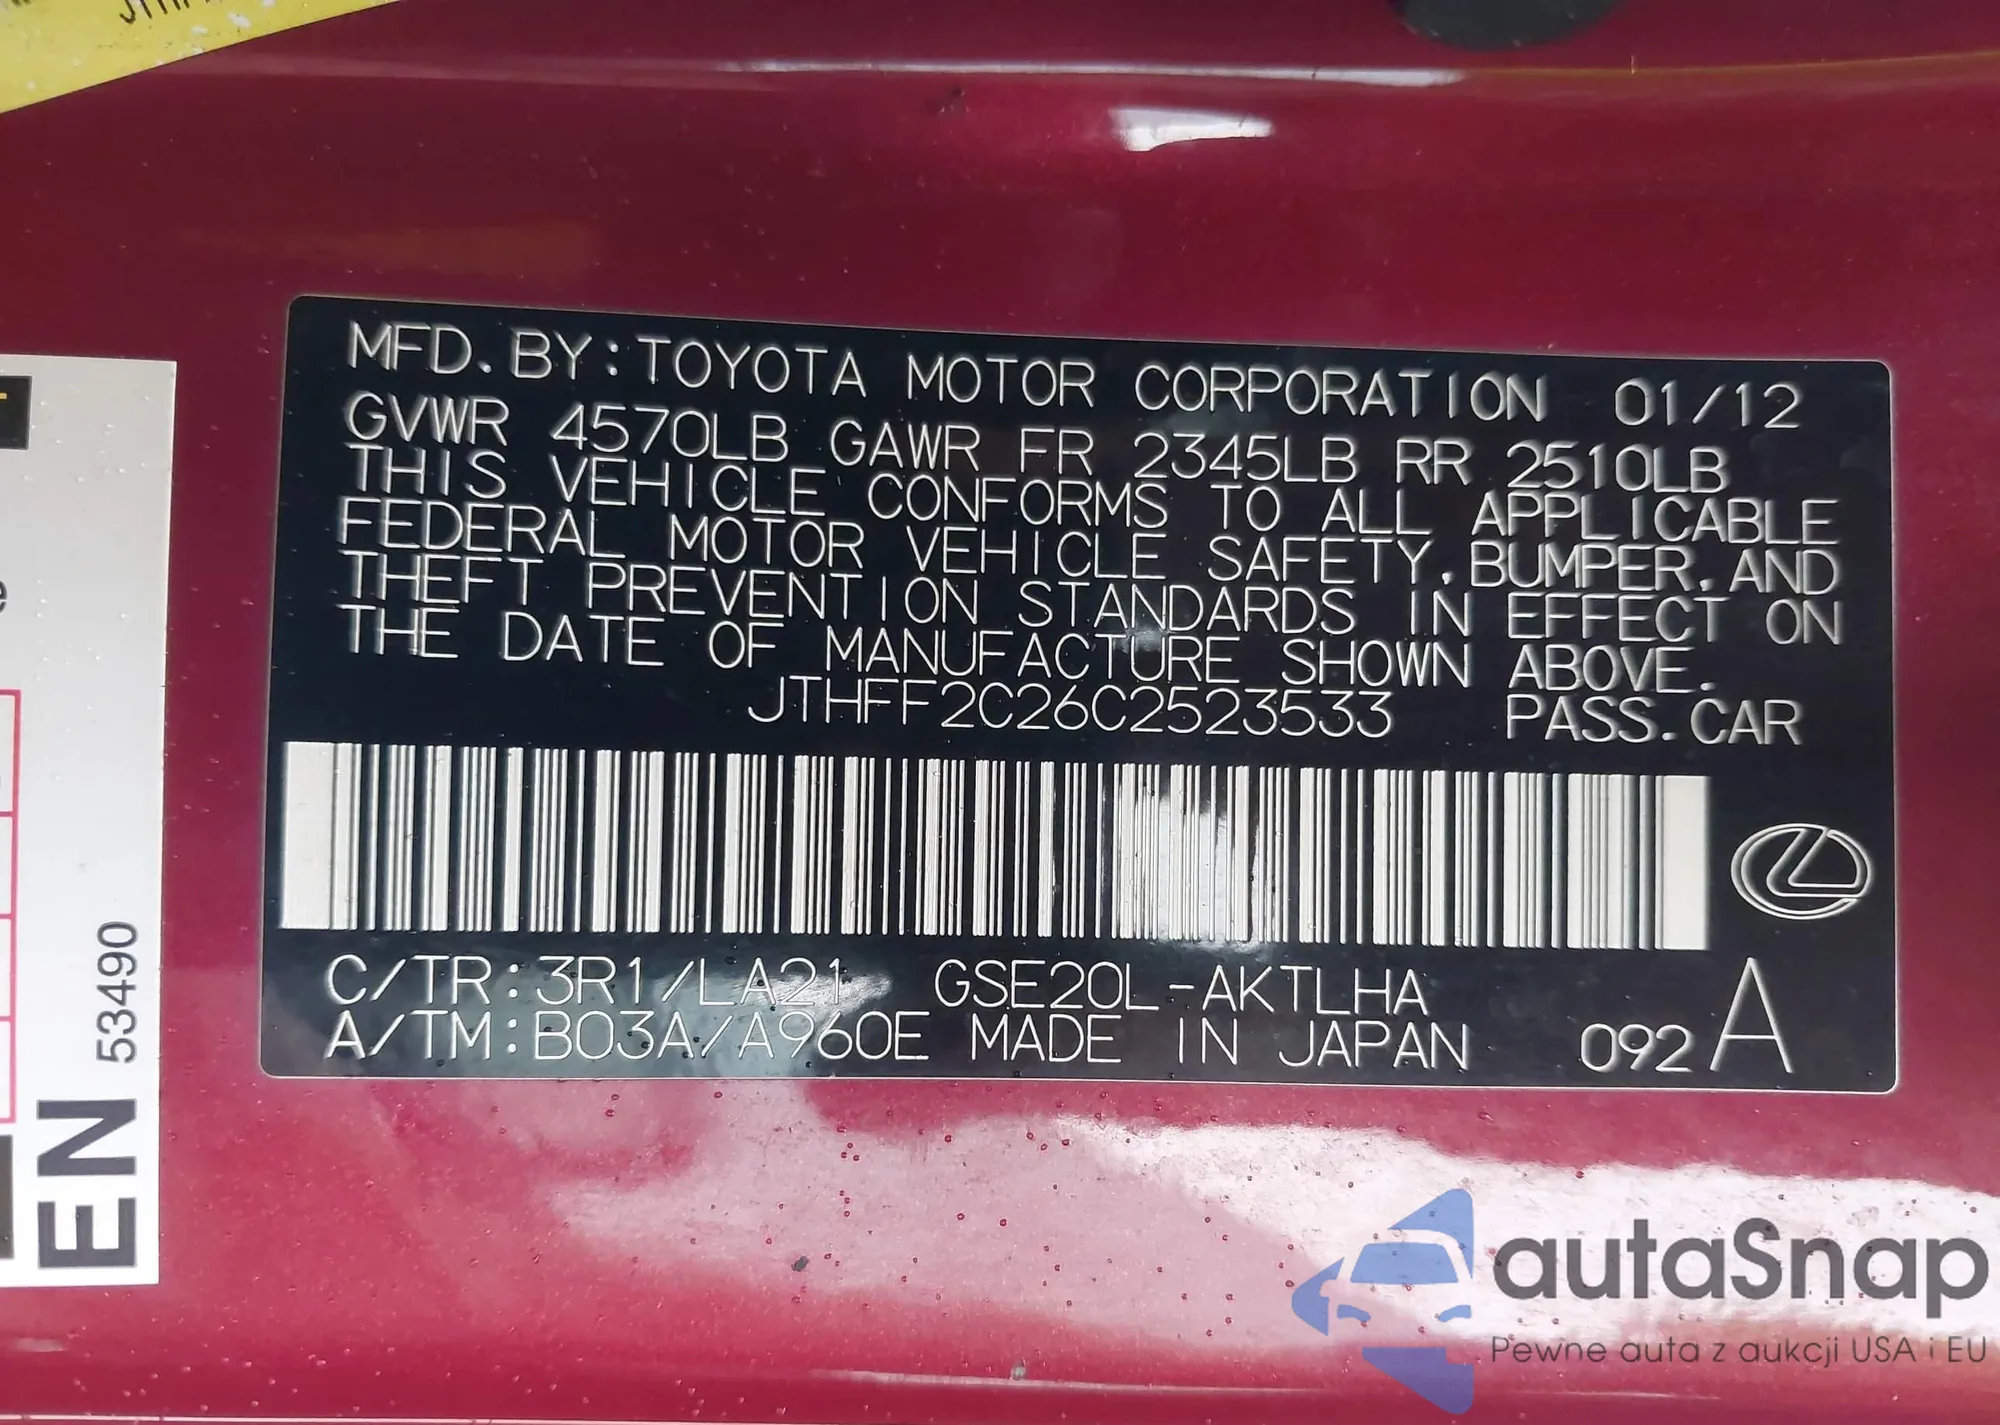 MFD. BY: TOYOTA MOTOR CORPORATION 01/12
GVWR 4570LB GAWR FR 2345LB RR 2510LB
THIS VEHICLE CONFORMS TO ALL APPLICABLE
FEDERAL MOTOR VEHICLE SAFETY, BUMPER, AND
THEFT PREVENTION STANDARDS IN EFFECT ON
THE DATE OF MANUFACTURE SHOWN ABOVE.
JTHFF2C26C2523533 PASS. CAR
C/TR: 3R1/LA21 GSE20L-AKTLHA
A/TM: B03A/A960E MADE IN JAPAN 092 A
EN 53490
autaSnap
Pewne auta z aukcji USA i EU